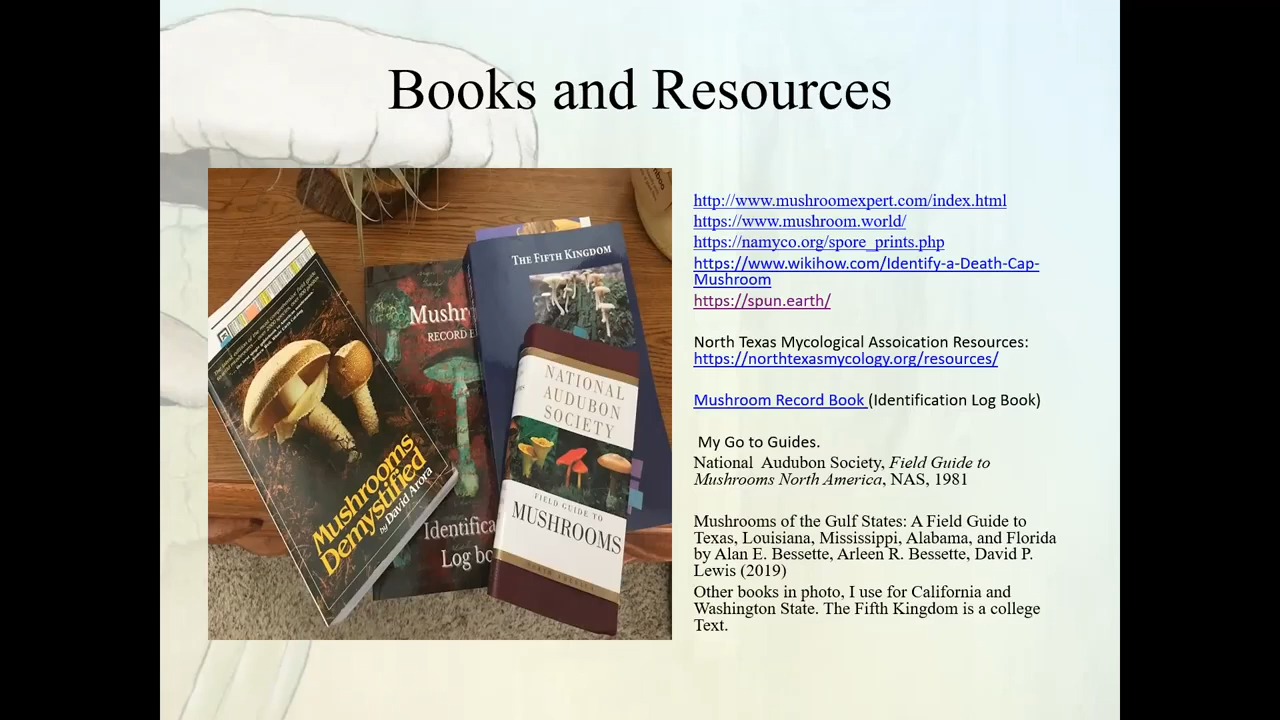 Books and Resources
http://www.mushroomexpert.com/index.html
https://www.mushroom.world/
https://namyco.org/spore_prints.php
https://www.wikihow.com/Identify-a-Death-Cap-
Mushroom
https://spun.earth/
North Texas Mycological Assoication Resources:
https://northtexasmycology.org/resources/
Mushroom Record Book (Identification Log Book)
My Go to Guides.
National Audubon Society, Field Guide to
Mushrooms North America, NAS, 1981
Mushrooms of the Gulf States: A Field Guide to
Texas, Louisiana, Mississippi, Alabama, and Florida
by Alan E. Bessette, Arleen R. Bessette, David P.
Lewis (2019)
Other books in photo, I use for California and
Washington State. The Fifth Kingdom is a college
Text.
Mushrooms
Demystified
by David Arora
Mushr
RECORD
Identifica
Log bo
THE FIFTH KINGDOM
NATIONAL
AUDUBON
SOCIETY
FIELD GUIDE TO
MUSHROOMS
NORTH AMERICA